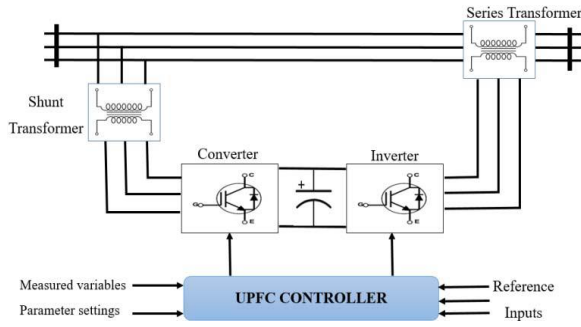 Series Transformer
Shunt
Transformer
Converter
Inverter
C
G
E
+
C
G
E
Measured variables
Parameter settings
UPFC CONTROLLER
Reference
Inputs